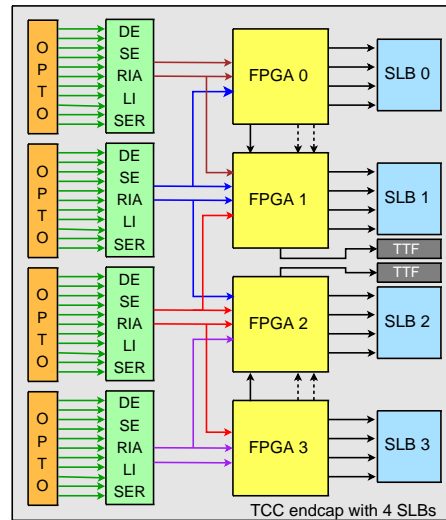 O
P
T
O
DE
SE
RIA
LI
SER
FPGA 0
SLB 0
O
P
T
O
DE
SE
RIA
LI
SER
FPGA 1
SLB 1
TTF
TTF
O
P
T
O
DE
SE
RIA
LI
SER
FPGA 2
SLB 2
O
P
T
O
DE
SE
RIA
LI
SER
FPGA 3
SLB 3
TCC endcap with 4 SLBs